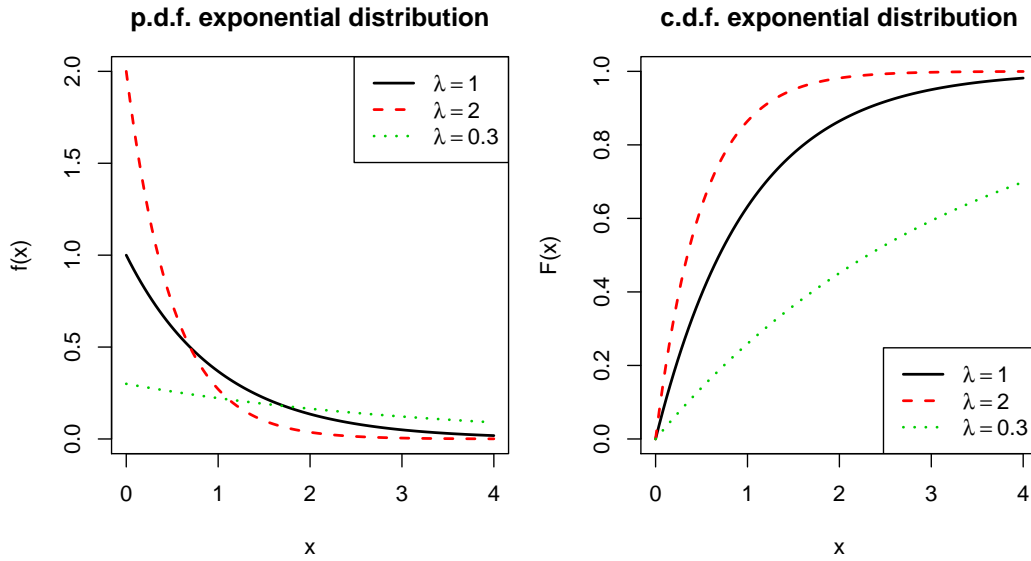 p.d.f. exponential distribution
f(x)
2.0
1.5
1.0
0.5
0.0
λ = 1
λ = 2
λ = 0.3
0 1 2 3 4
x
c.d.f. exponential distribution
F(x)
1.0
0.8
0.6
0.4
0.2
0.0
λ = 1
λ = 2
λ = 0.3
0 1 2 3 4
x